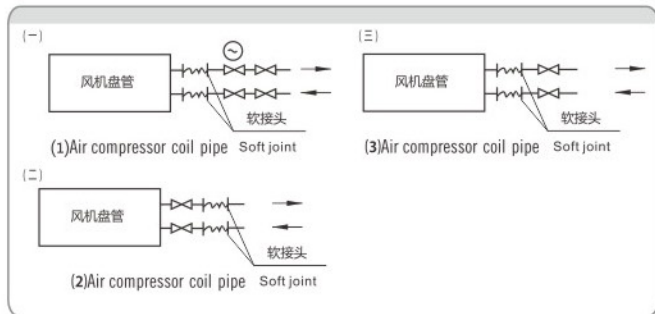 (一)
风机盘管
软接头
(1)Air compressor coil pipe Soft joint
(三)
风机盘管
软接头
(3)Air compressor coil pipe Soft joint
(二)
风机盘管
软接头
(2)Air compressor coil pipe Soft joint